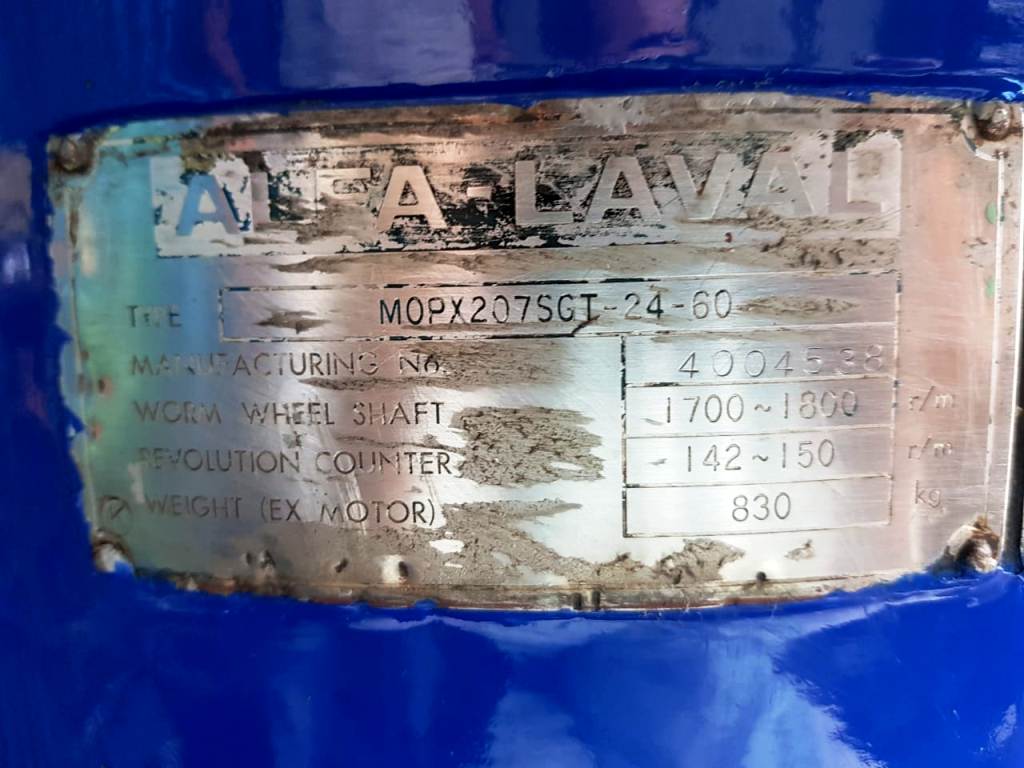 ALFA-LAVAL
TYPE MOPX207SGT-24-60
MANUFACTURING No. 4004538
WORM WHEEL SHAFT 1700~1800 r/m
REVOLUTION COUNTER 142~150 r/m
WEIGHT (EX MOTOR) 830 kg